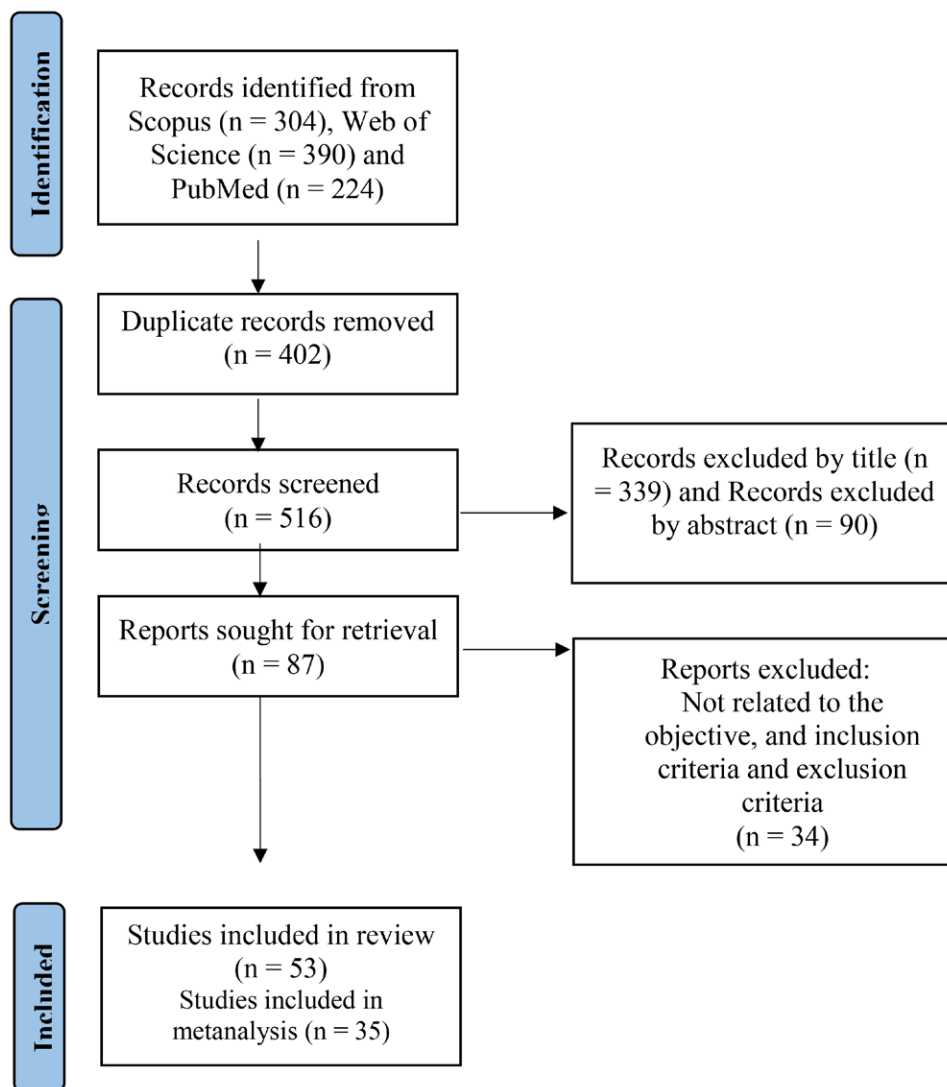 Identification
Records identified from
Scopus (n = 304), Web of
Science (n = 390) and
PubMed (n = 224)
Screening
Duplicate records removed
(n = 402)
Records screened
(n = 516)
Records excluded by title (n
= 339) and Records excluded
by abstract (n = 90)
Reports sought for retrieval
(n = 87)
Reports excluded:
Not related to the
objective, and inclusion
criteria and exclusion
criteria
(n = 34)
Included
Studies included in review
(n = 53)
Studies included in
metanalysis (n = 35)